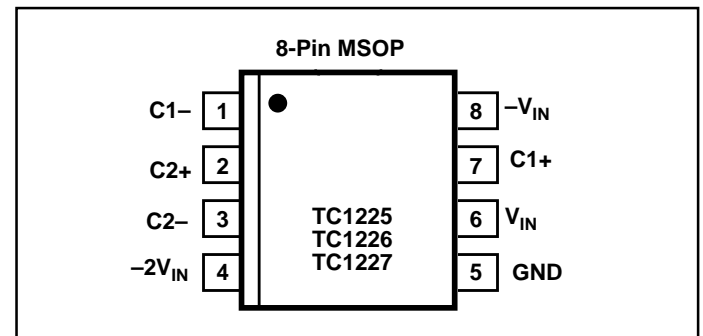 8-Pin MSOP
C1– 1 8 –VIN
C2+ 2 7 C1+
C2– 3 6 VIN
–2VIN 4 5 GND
TC1225
TC1226
TC1227